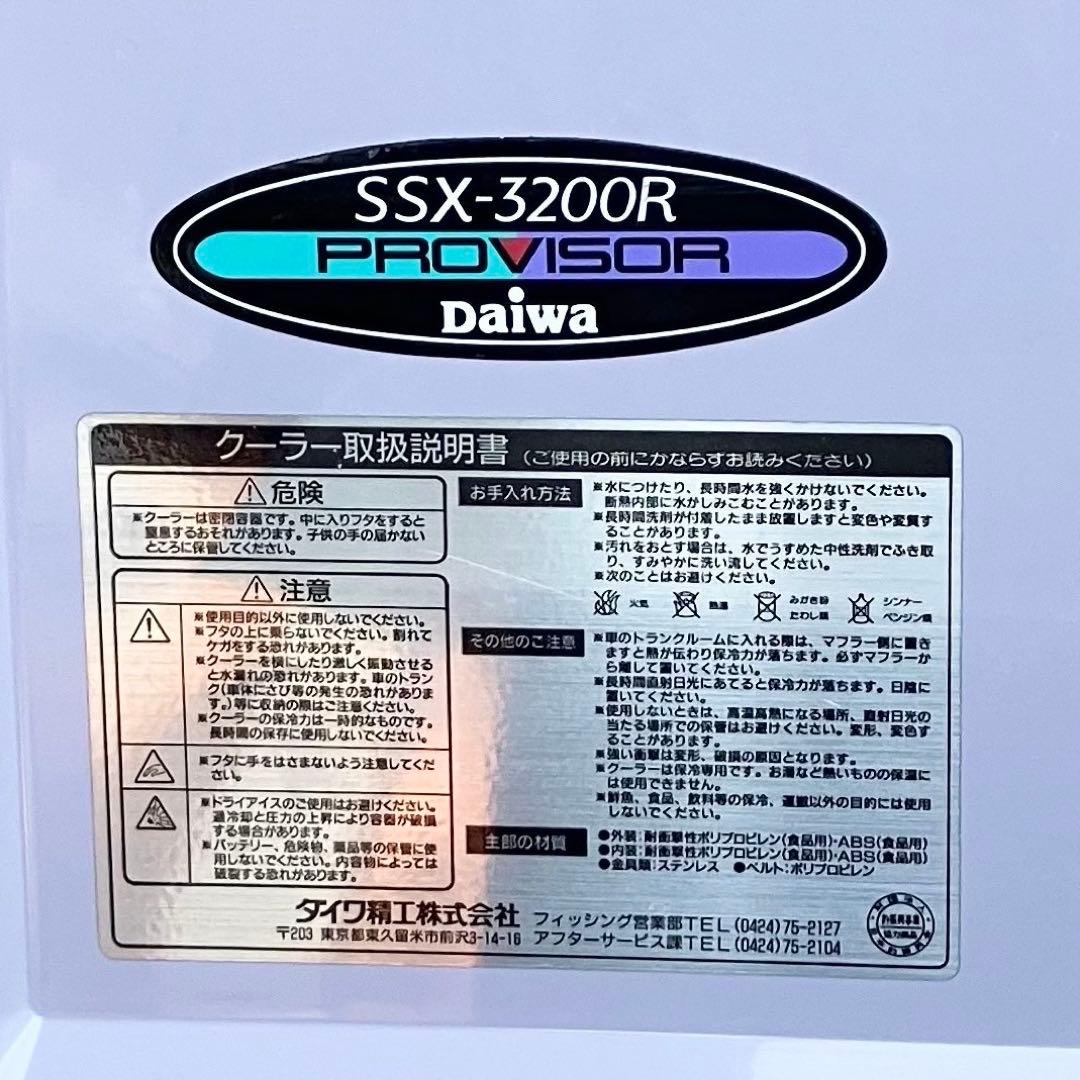 SSX-3200R
PROVISOR
Daiwa
クーラー取扱説明書 (ご使用の前にかならずお読みください)
⚠危険
※クーラーは密閉容器です。中に入りフタをすると
窒息するおそれがあります。子供の手の届かない
ところに保管してください。
⚠注意
※使用目的以外に使用しないでください。
※フタの上に乗らないでください。割れて
ケガをする恐れがあります。
※クーラーを横にしたり激しく振動させる
と水漏れの恐れがあります。車のトラン
ク(車体にさび等の発生の恐れがありま
す。)等に収納の際はご注意ください。
※クーラーの保冷力は一時的なものです。
長時間の保存に使用しないでください。
※フタに手をはさまないよう注意してくだ
さい。
※ドライアイスのご使用はお避けください。
過冷却と圧力の上昇により容器が破損
する場合があります。
※バッテリー、危険物、薬品等の保管に使
用しないでください。内容物によっては
破裂する恐れがあります。
お手入れ方法
※水につけたり、長時間水を強くかけないでください。
断熱内部に水がしみこむことがあります。
※長時間洗剤が付着したまま放置しますと変色や変質す
ることがあります。
※汚れをおとす場合は、水でうすめた中性洗剤でふき取
り、すみやかに洗い流してください。
※次のことはお避けください。
火気
熱湯
みがき粉
たわし類
シンナー
ベンジン類
その他のご注意
※車のトランクルームに入れる際は、マフラー側に置き
ますと熱が伝わり保冷力が落ちます。必ずマフラーか
ら離して置いてください。
※長時間直射日光にあてると保冷力が落ちます。日陰に
置いてください。
※使用しないときは、高温高熱になる場所、直射日光の
当たる場所での保管はお避けください。変形、変色す
ることがあります。
※強い衝撃は変形、破損の原因となります。
※クーラーは保冷専用です。お湯など熱いものの保温に
は使用できません。
※鮮魚、食品、飲料等の保冷、運搬以外の目的には使用
しないでください。
主部の材質
●外装:耐衝撃性ポリプロピレン(食品用)・ABS(食品用)
●内装:耐衝撃性ポリプロピレン(食品用)・ABS(食品用)
●金具類:ステンレス ●ベルト:ポリプロピレン
ダイワ精工株式会社 フィッシング営業部TEL(0424)75-2127
〒203 東京都東久留米市前沢3-14-16 アフターサービス課TEL(0424)75-2104
協力商品